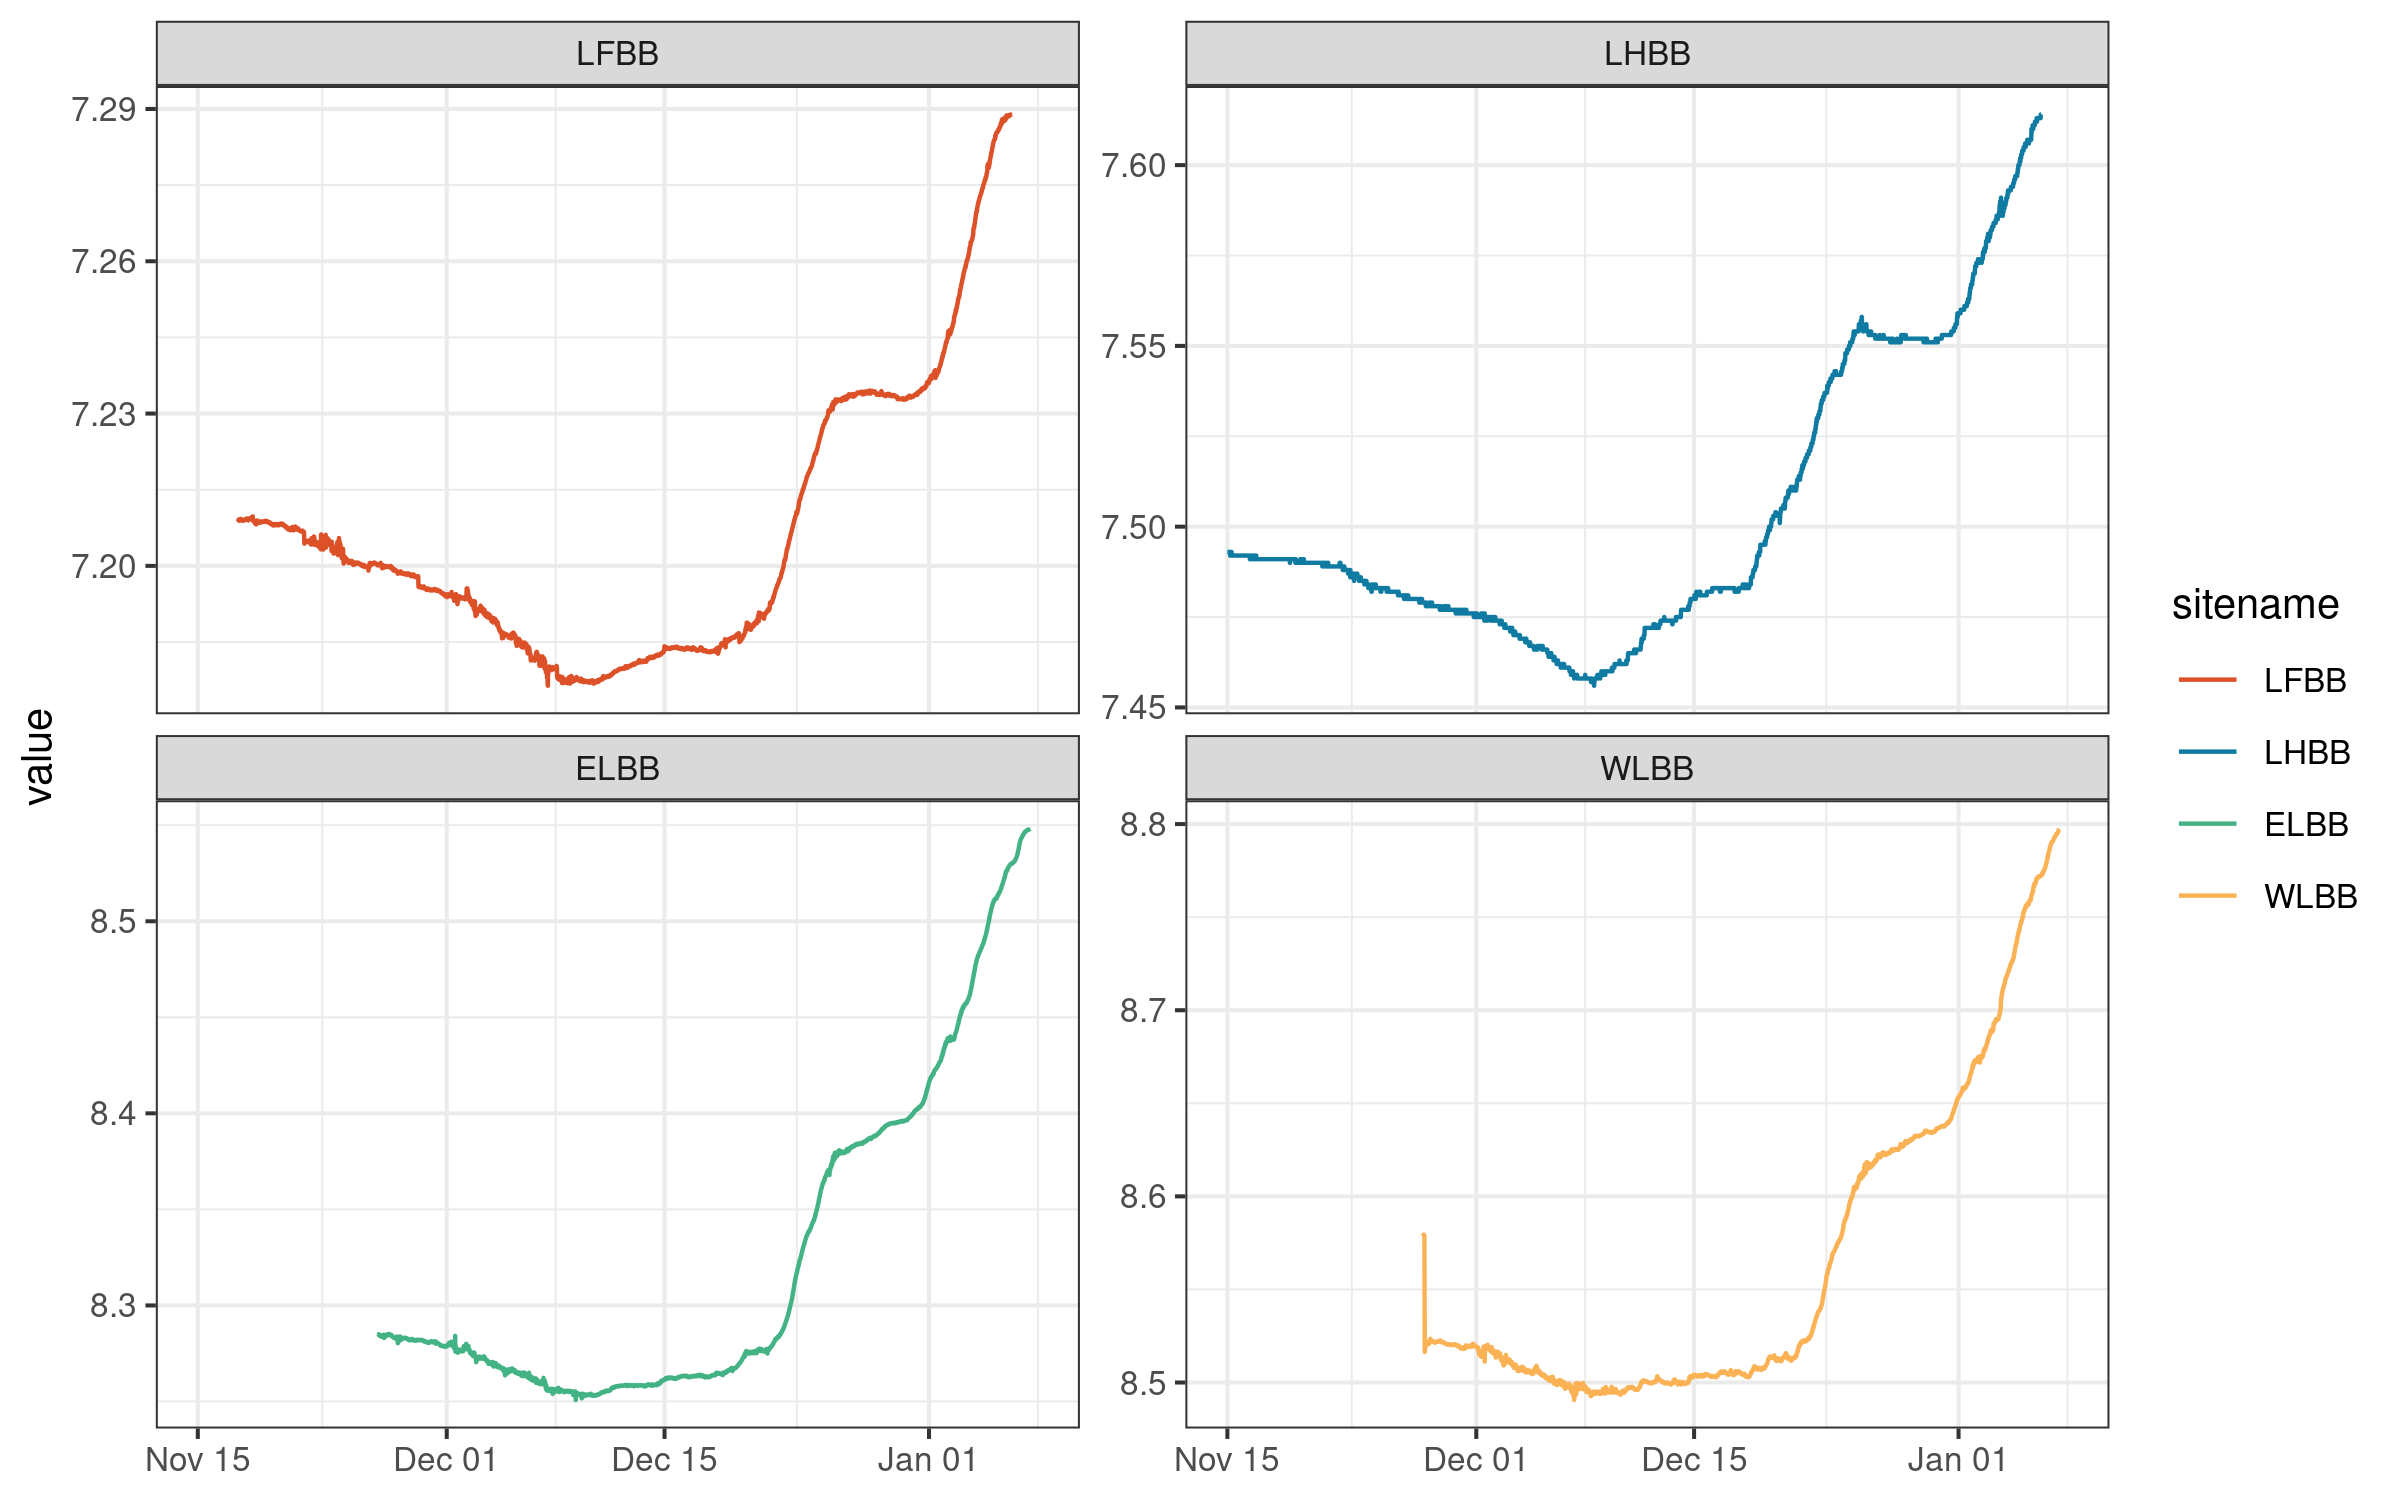 LFBB
LHBB
7.29
7.26
7.23
7.20
7.60
7.55
7.50
7.45
value
ELBB
WLBB
8.5
8.4
8.3
8.8
8.7
8.6
8.5
Nov 15
Dec 01
Dec 15
Jan 01
Nov 15
Dec 01
Dec 15
Jan 01
sitename
LFBB
LHBB
ELBB
WLBB